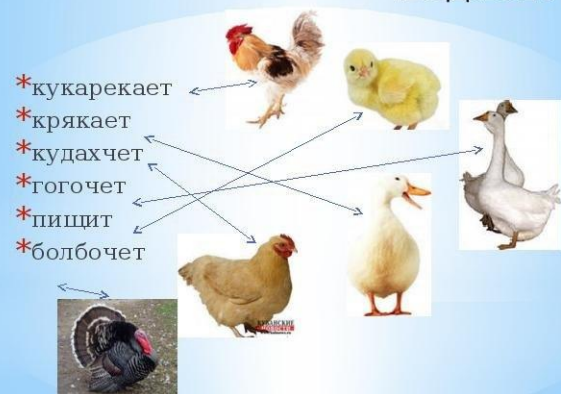 *кукарекает
*крякает
*кудахчет
*гогочет
*пищит
*болбочет